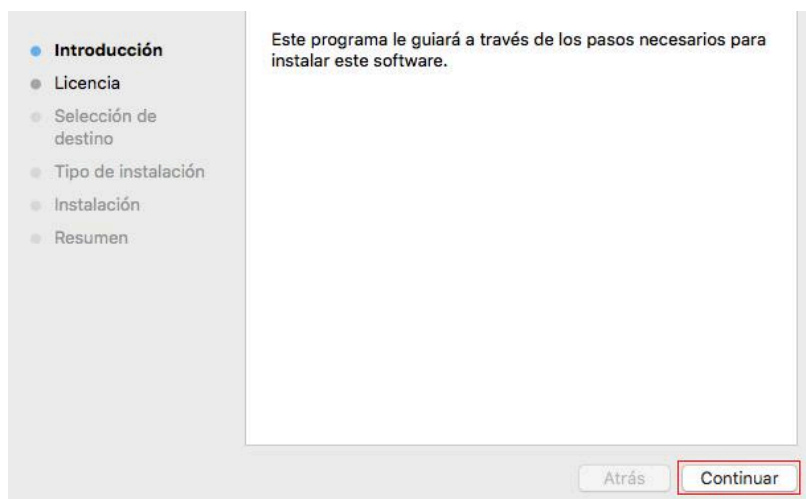 Introducción
Licencia
Selección de
destino
Tipo de instalación
Instalación
Resumen
Este programa le guiará a través de los pasos necesarios para
instalar este software.
Atrás
Continuar